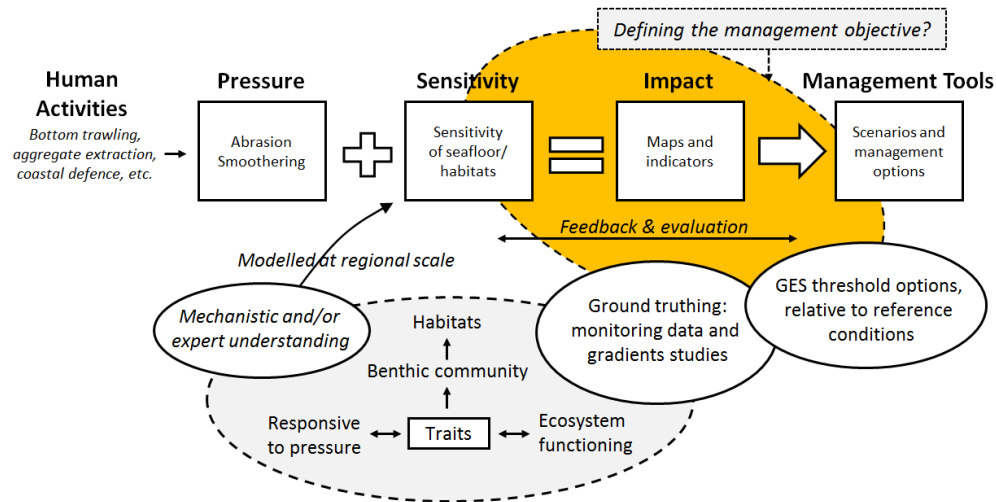 Defining the management objective?
Human
Activities
Bottom trawling,
aggregate extraction,
coastal defence, etc.
Pressure
Abrasion
Smoothering
Sensitivity
Sensitivity
of seafloor/
habitats
Impact
Maps and
indicators
Management Tools
Scenarios and
management
options
Feedback & evaluation
Modelled at regional scale
Mechanistic and/or
expert understanding
Habitats
Benthic community
Responsive
to pressure
Traits
Ecosystem
functioning
Ground truthing:
monitoring data and
gradients studies
GES threshold options,
relative to reference
conditions